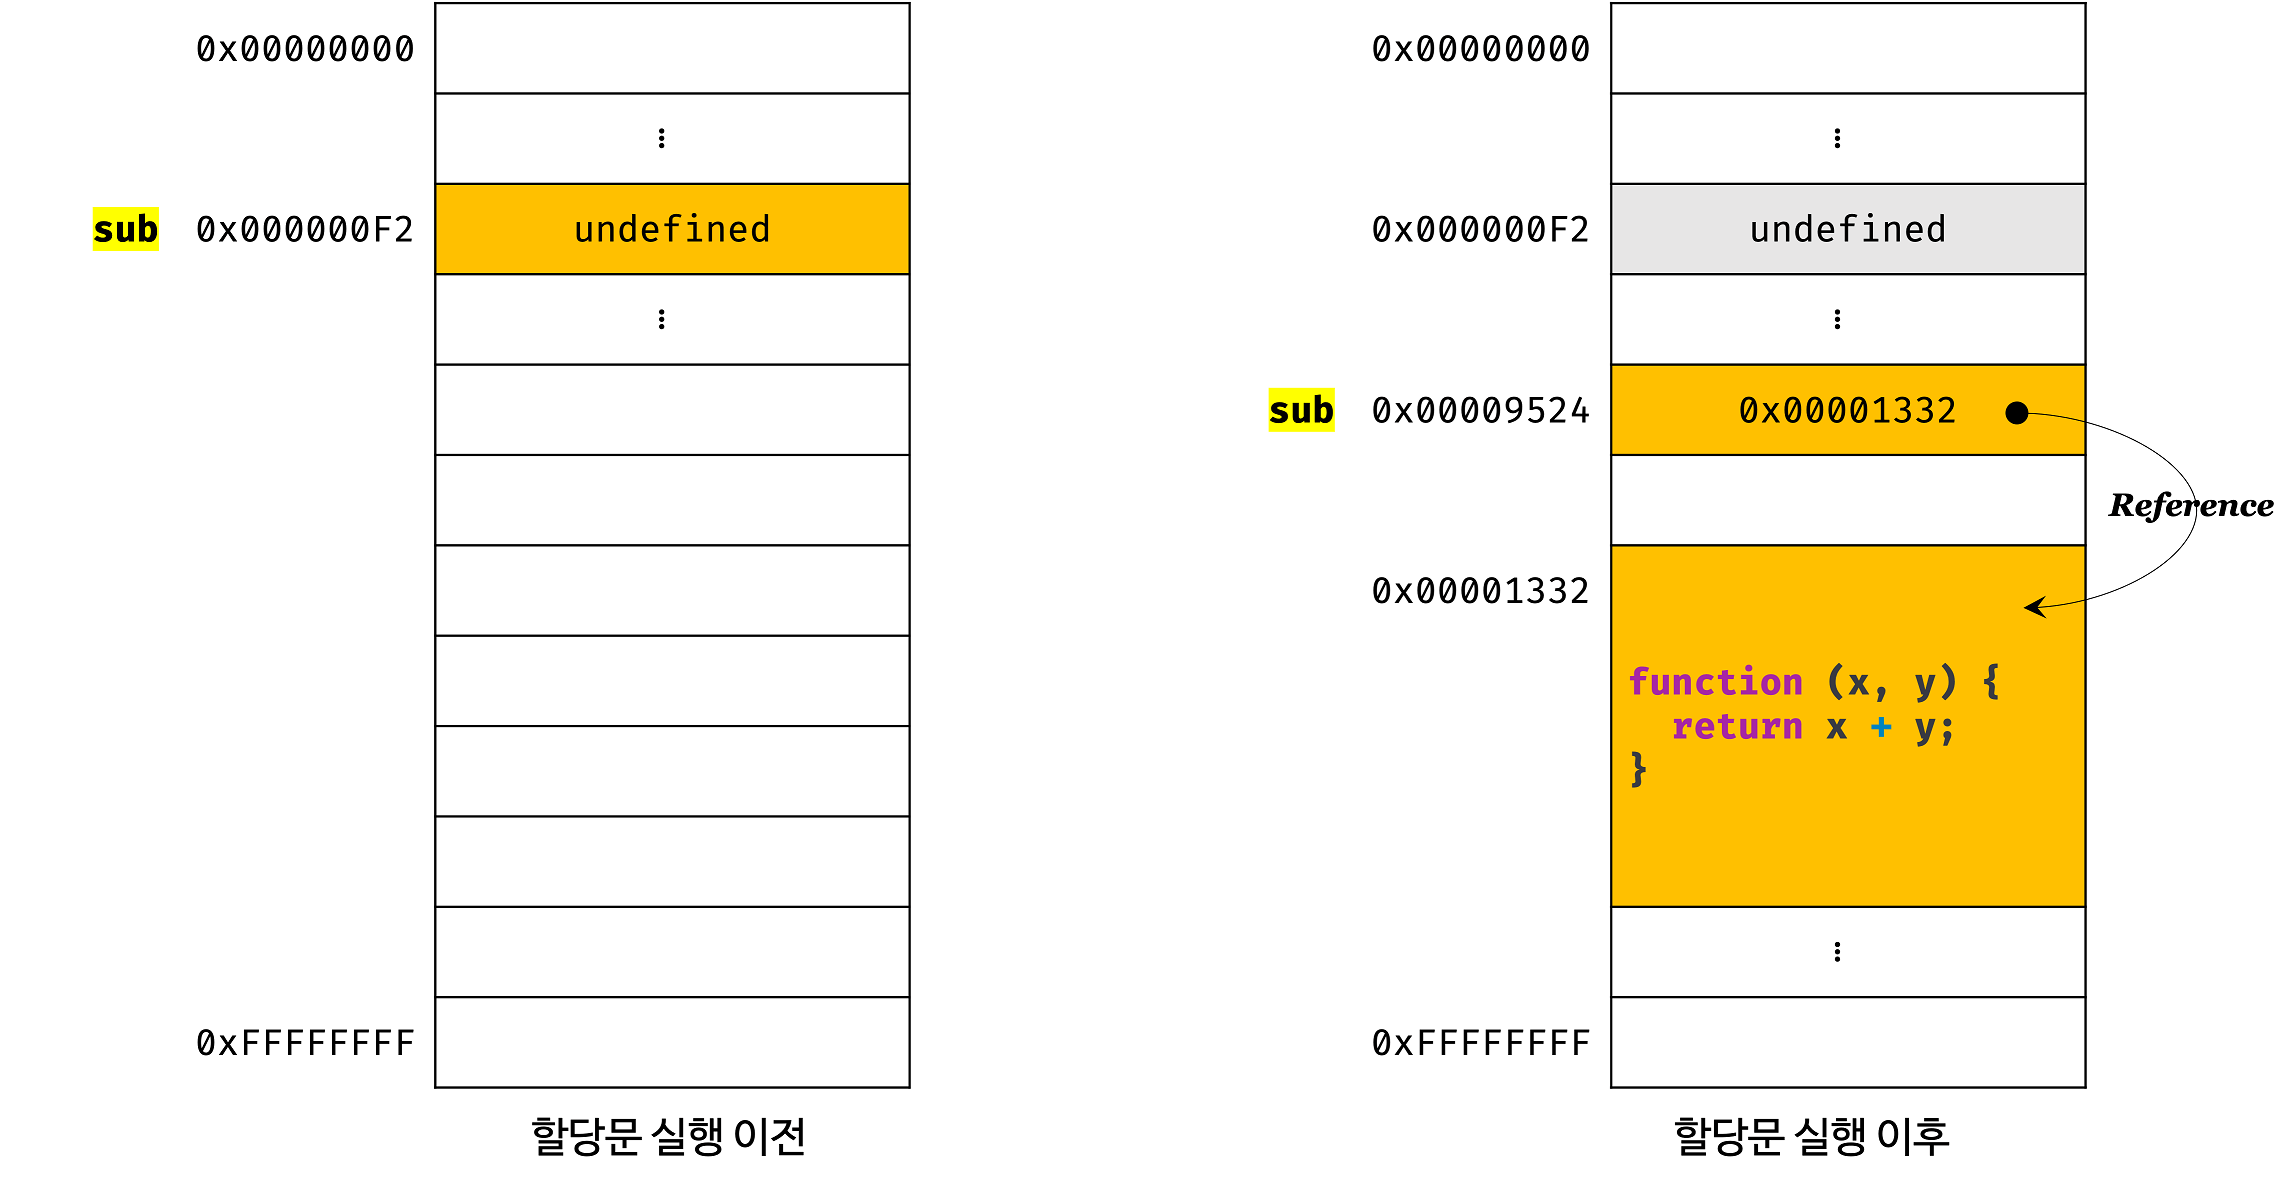 0x00000000
⋮
sub 0x000000F2 undefined
⋮
0xFFFFFFFF
할당문 실행 이전
0x00000000
⋮
0x000000F2 undefined
⋮
sub 0x00009524 0x00001332
Reference
0x00001332
function (x, y) {
  return x + y;
}
⋮
0xFFFFFFFF
할당문 실행 이후